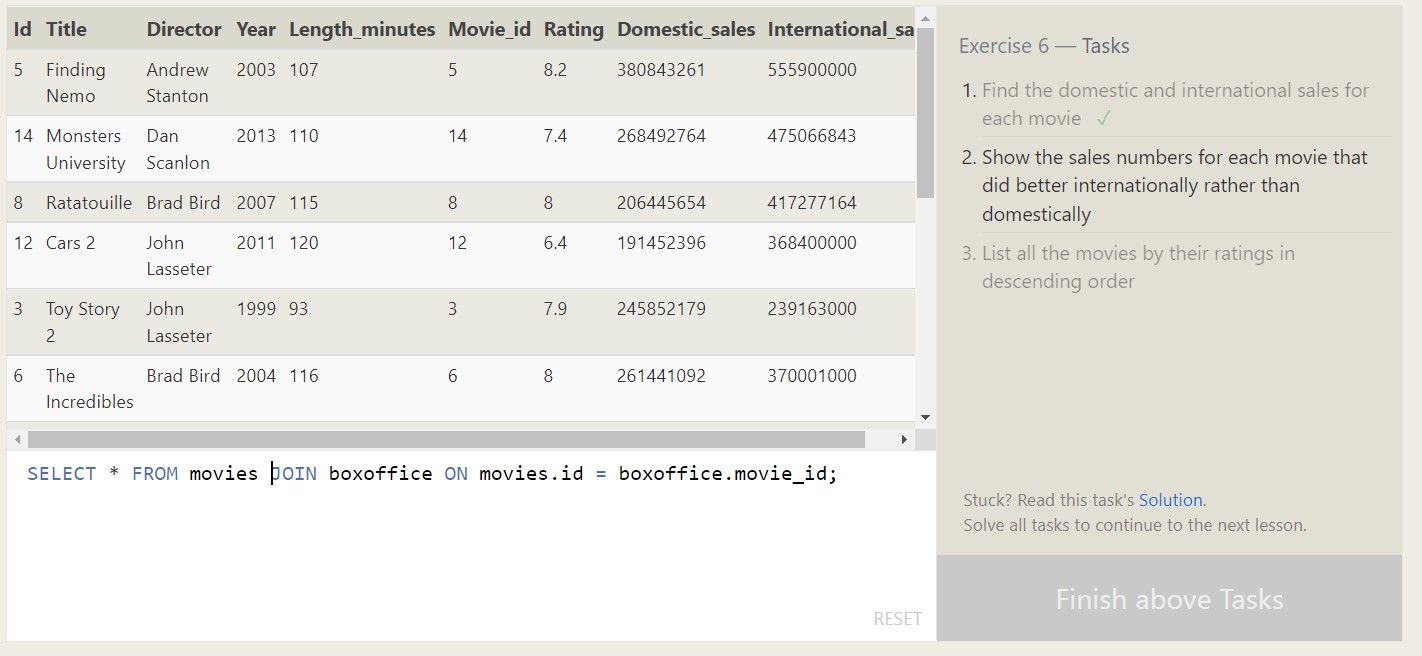 Id Title Director Year Length_minutes Movie_id Rating Domestic_sales International_sa
5 Finding Nemo Andrew Stanton 2003 107 5 8.2 380843261 555900000
14 Monsters University Dan Scanlon 2013 110 14 7.4 268492764 475066843
8 Ratatouille Brad Bird 2007 115 8 8 206445654 417277164
12 Cars 2 John Lasseter 2011 120 12 6.4 191452396 368400000
3 Toy Story 2 John Lasseter 1999 93 3 7.9 245852179 239163000
6 The Incredibles Brad Bird 2004 116 6 8 261441092 370001000
SELECT * FROM movies JOIN boxoffice ON movies.id = boxoffice.movie_id;
RESET
Exercise 6 — Tasks
1. Find the domestic and international sales for
each movie ✓
2. Show the sales numbers for each movie that
did better internationally rather than
domestically
3. List all the movies by their ratings in
descending order
Stuck? Read this task's Solution.
Solve all tasks to continue to the next lesson.
Finish above Tasks